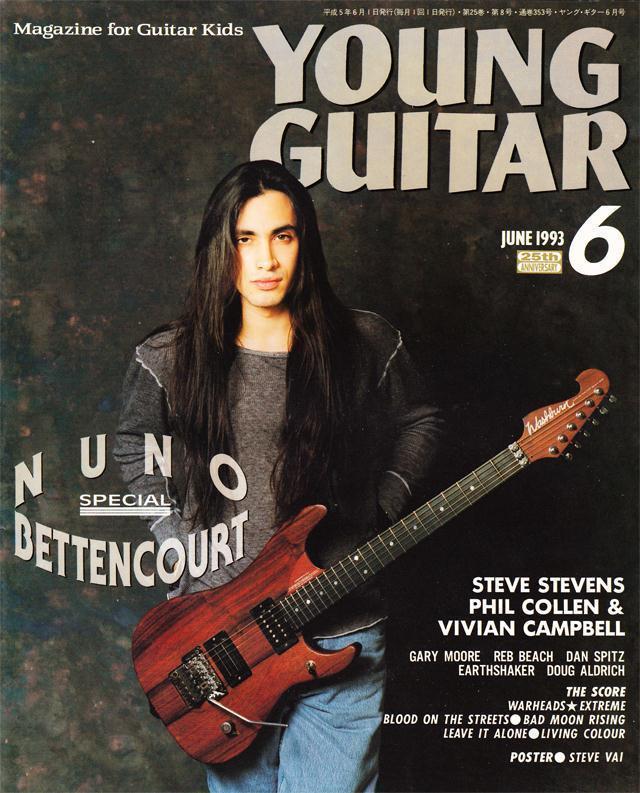 平成5年6月1日発行(毎月1回1日発行)・第25巻・第8号・通巻353号・ヤング・ギター6月号
Magazine for Guitar Kids
YOUNG
GUITAR
JUNE 1993 6
25th
ANNIVERSARY
Washburn
NUNO
SPECIAL
BETTENCOURT
STEVE STEVENS
PHIL COLLEN &
VIVIAN CAMPBELL
GARY MOORE REB BEACH DAN SPITZ
EARTHSHAKER DOUG ALDRICH
THE SCORE
WARHEADS★EXTREME
BLOOD ON THE STREETS●BAD MOON RISING
LEAVE IT ALONE●LIVING COLOUR
POSTER● STEVE VAI